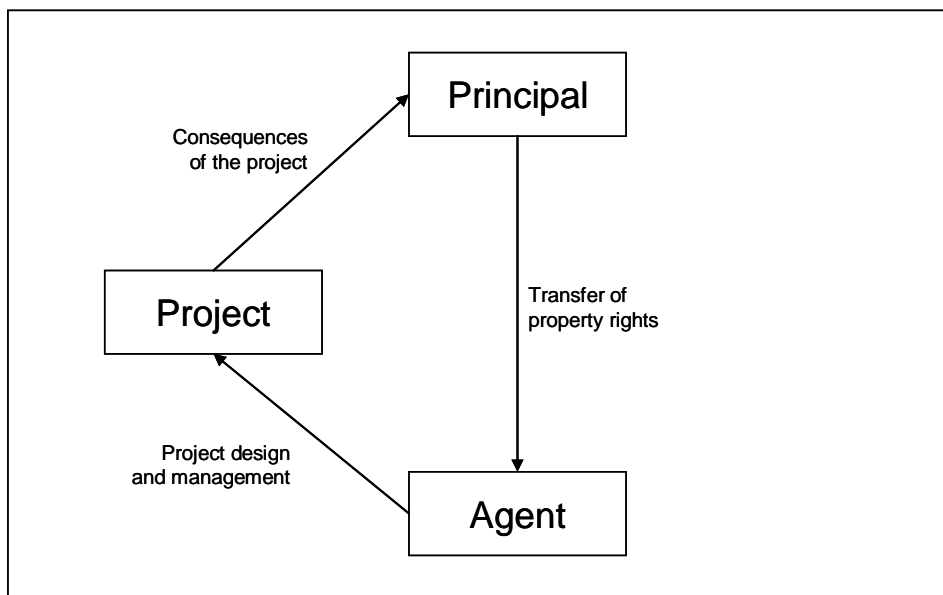 Principal
Consequences
of the project
Transfer of
property rights
Project
Project design
and management
Agent